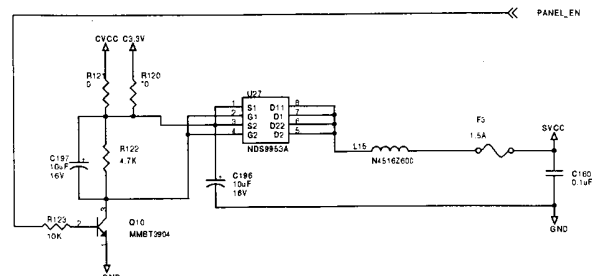 PANEL_EN
CVCC C3.3V
R121 0
R120
U27
1 S1 D11 8
2 G1 D1 7
3 S2 D22 6
4 G2 D2 5
NDS9953A
R122
4.7K
C197
10uF
16V
C196
10uF
16V
L15
N4516Z600
F3
1.5A
SVCC
C160
0.1uF
GND
R123
10K
2
3
1
Q10
MMBT3904
GND